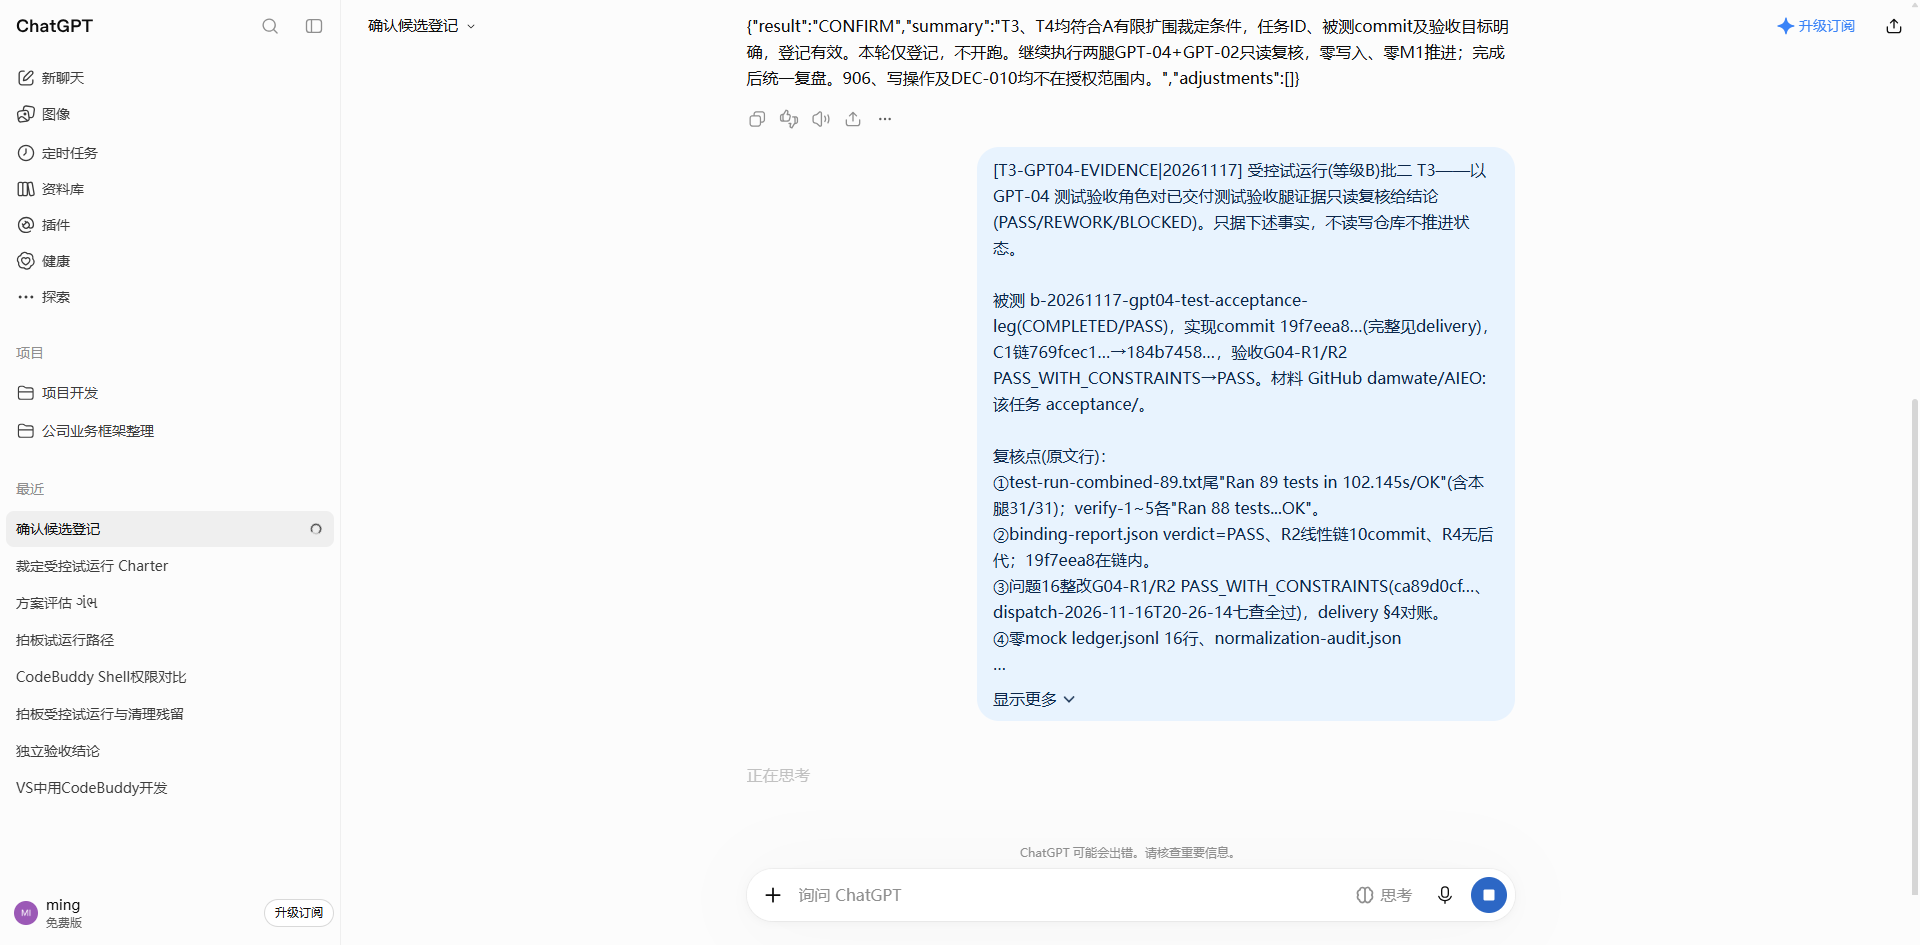 ChatGPT
新聊天
图像
定时任务
资料库
插件
健康
探索
项目
项目开发
公司业务框架整理
最近
确认候选登记
裁定受控试运行 Charter
方案评估
拍板试运行路径
CodeBuddy Shell权限对比
拍板受控试运行与清理残留
独立验收结论
VS中用CodeBuddy开发
MI
ming
免费版
升级订阅
确认候选登记
升级订阅
{"result":"CONFIRM","summary":"T3、T4均符合A有限扩围裁定条件，任务ID、被测commit及验收目标明
确，登记有效。本轮仅登记，不开跑。继续执行两腿GPT-04+GPT-02只读复核，零写入、零M1推进；完成
后统一复盘。906、写操作及DEC-010均不在授权范围内。","adjustments":[]}
[T3-GPT04-EVIDENCE|20261117] 受控试运行(等级B)批二 T3——以
GPT-04 测试验收角色对已交付测试验收腿证据只读复核给结论
(PASS/REWORK/BLOCKED)。只据下述事实，不读写仓库不推进状
态。
被测 b-20261117-gpt04-test-acceptance-
leg(COMPLETED/PASS)，实现commit 19f7eea8...(完整见delivery)，
C1链769fcec1...→184b7458...，验收G04-R1/R2
PASS_WITH_CONSTRAINTS→PASS。材料 GitHub damwate/AIEO:
该任务 acceptance/。
复核点(原文行)：
①test-run-combined-89.txt尾"Ran 89 tests in 102.145s/OK"(含本
腿31/31)；verify-1~5各"Ran 88 tests...OK"。
②binding-report.json verdict=PASS、R2线性链10commit、R4无后
代；19f7eea8在链内。
③问题16整改G04-R1/R2 PASS_WITH_CONSTRAINTS(ca89d0cf...、
dispatch-2026-11-16T20-26-14七查全过)，delivery §4对账。
④零mock ledger.jsonl 16行、normalization-audit.json
...
显示更多
正在思考
ChatGPT 可能会出错。请核查重要信息。
询问 ChatGPT
思考